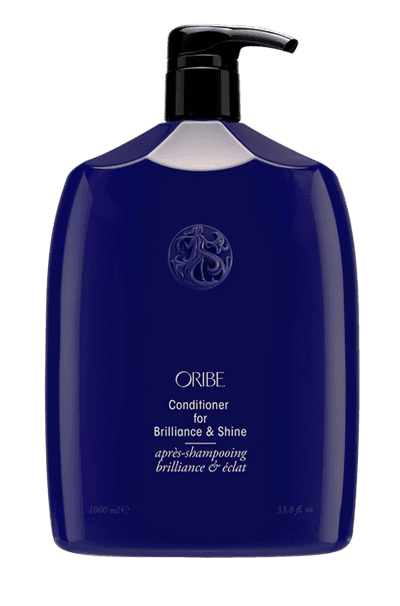 ORIBE
Conditioner
for
Brilliance & Shine
après-shampooing
brilliance & éclat
1000 ml ℮ 33.8 fl. oz